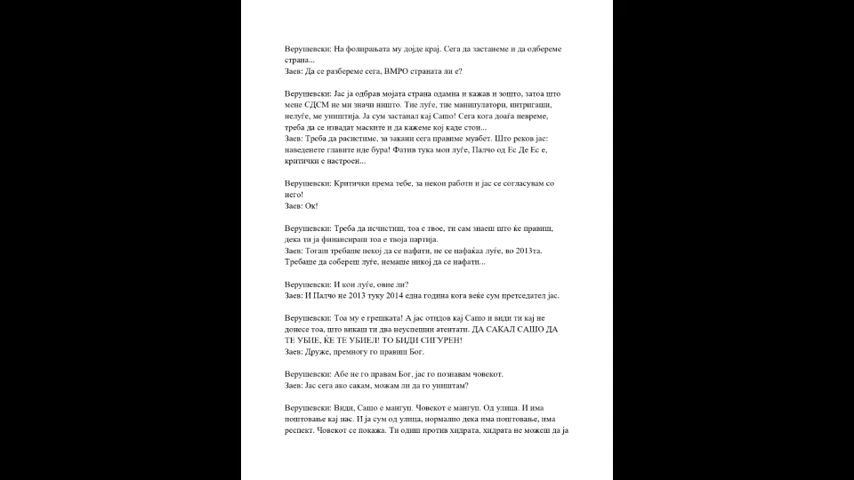 Верушевски: На фолирањата му дојде крај. Сега да застанеме и да одбереме
страна...
Заев: Да се разбереме сега, ВМРО страната ли е?
Верушевски: Јас ја одбрав мојата страна одамна и кажав и зошто, затоа што
мене СДСМ не ми значи ништо. Тие луѓе, тие манипулатори, интригаши,
нелуѓе, ме уништија. Ја сум застанал кај Сашо! Сега кога доаѓа невреме,
треба да се извадат маските и да кажеме кој каде стои...
Заев: Треба да расистиме, за закани сега правиме муабет. Што реков јас:
наведенете главите иде бура! Фатив тука мои луѓе, Палчо од Ес Де Ес е,
критички е настроен...
Верушевски: Критички према тебе, за некои работи и јас се согласувам со
него!
Заев: Ок!
Верушевски: Треба да исчистиш, тоа е твое, ти сам знаеш што ќе правиш,
дека ти ја финансираш тоа е твоја партија.
Заев: Тогаш требаше некој да се нафати, не се нафаќаа луѓе, во 2013та.
Требаше да собереш луѓе, немаше никој да се нафати...
Верушевски: И кои луѓе, овие ли?
Заев: И Палчо не 2013 туку 2014 една година кога веќе сум претседател јас.
Верушевски: Тоа му е грешката! А јас отидов кај Сашо и види ти кај не
донесе тоа, што викаш ти два неуспешни атентати. ДА САКАЛ САШО ДА
ТЕ УБИЕ, ЌЕ ТЕ УБИЕЛ! ТО БИДИ СИГУРЕН!
Заев: Друже, премногу го правиш Бог.
Верушевски: Абе не го правам Бог, јас го познавам човекот.
Заев: Јас сега ако сакам, можам ли да го уништам?
Верушевски: Види, Сашо е мангуп. Човекот е мангуп. Од улица. И има
поштовање кај нас. И ја сум од улица, нормално дека има поштовање, има
респект. Човекот се покажа. Ти одиш против хидрата, хидрата не можеш да ја